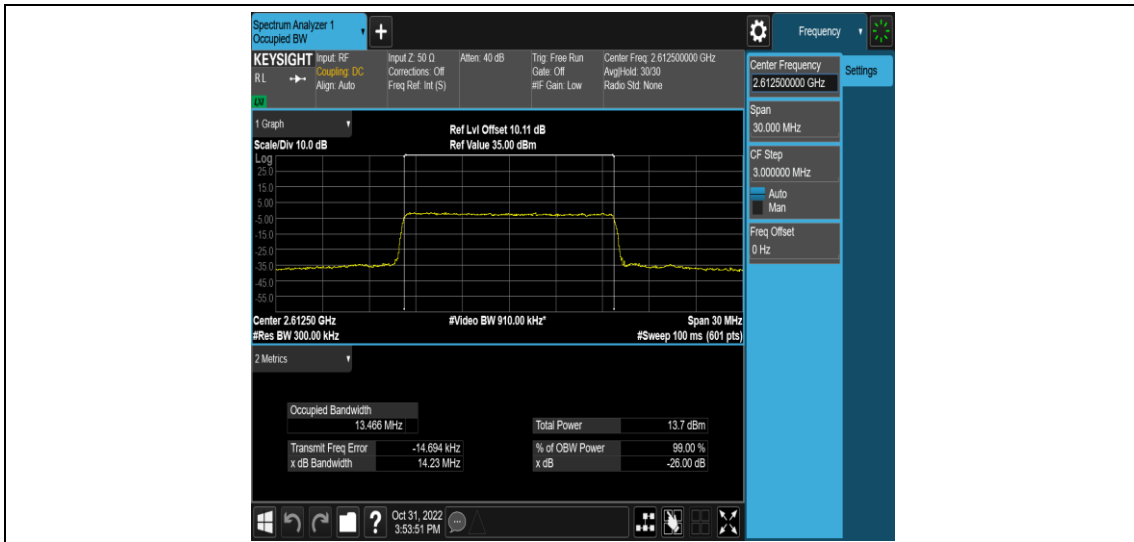 Spectrum Analyzer 1
Occupied BW
+
Frequency
KEYSIGHT
RL
LXI
Input: RF
Coupling: DC
Align: Auto
Input Z: 50 Ω
Corrections: Off
Freq Ref: Int (S)
Atten: 40 dB
Trig: Free Run
Gate: Off
#IF Gain: Low
Center Freq: 2.612500000 GHz
Avg|Hold: 30/30
Radio Std: None
Center Frequency
2.612500000 GHz
Settings
Span
30.000 MHz
CF Step
3.000000 MHz
Auto
Man
Freq Offset
0 Hz
1 Graph
Scale/Div 10.0 dB
Ref Lvl Offset 10.11 dB
Ref Value 35.00 dBm
Log
25.0
15.0
5.00
-5.00
-15.0
-25.0
-35.0
-45.0
-55.0
Center 2.61250 GHz
#Video BW 910.00 kHz*
Span 30 MHz
#Res BW 300.00 kHz
#Sweep 100 ms (601 pts)
2 Metrics
Occupied Bandwidth
13.466 MHz
Total Power 13.7 dBm
Transmit Freq Error -14.694 kHz
% of OBW Power 99.00 %
x dB Bandwidth 14.23 MHz
x dB -26.00 dB
?
Oct 31, 2022
3:53:51 PM